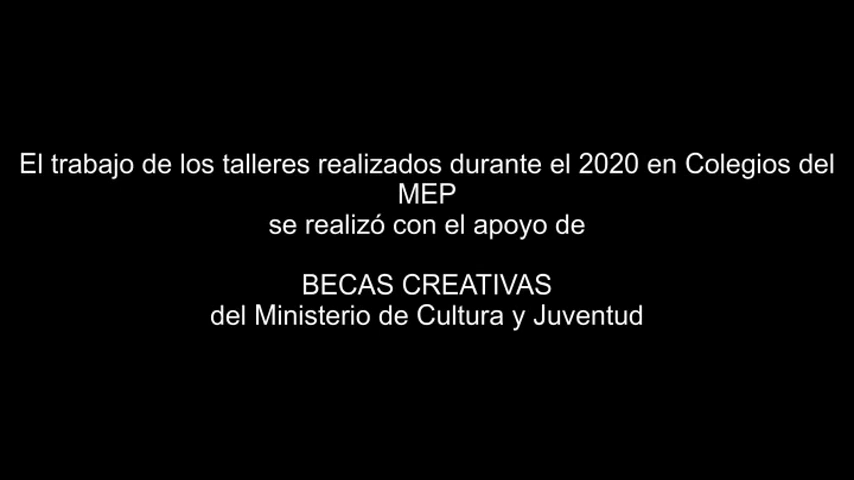 El trabajo de los talleres realizados durante el 2020 en Colegios del
MEP
se realizó con el apoyo de
BECAS CREATIVAS
del Ministerio de Cultura y Juventud